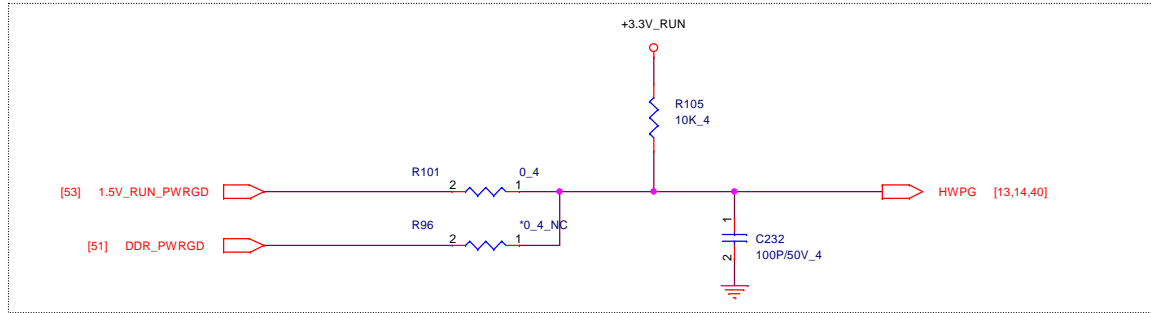 +3.3V_RUN
R105
10K_4
R101
0_4
[53] 1.5V_RUN_PWRGD
2
1
HWPG [13,14,40]
R96
*0_4_NC
[51] DDR_PWRGD
2
1
1
C232
2
100P/50V_4